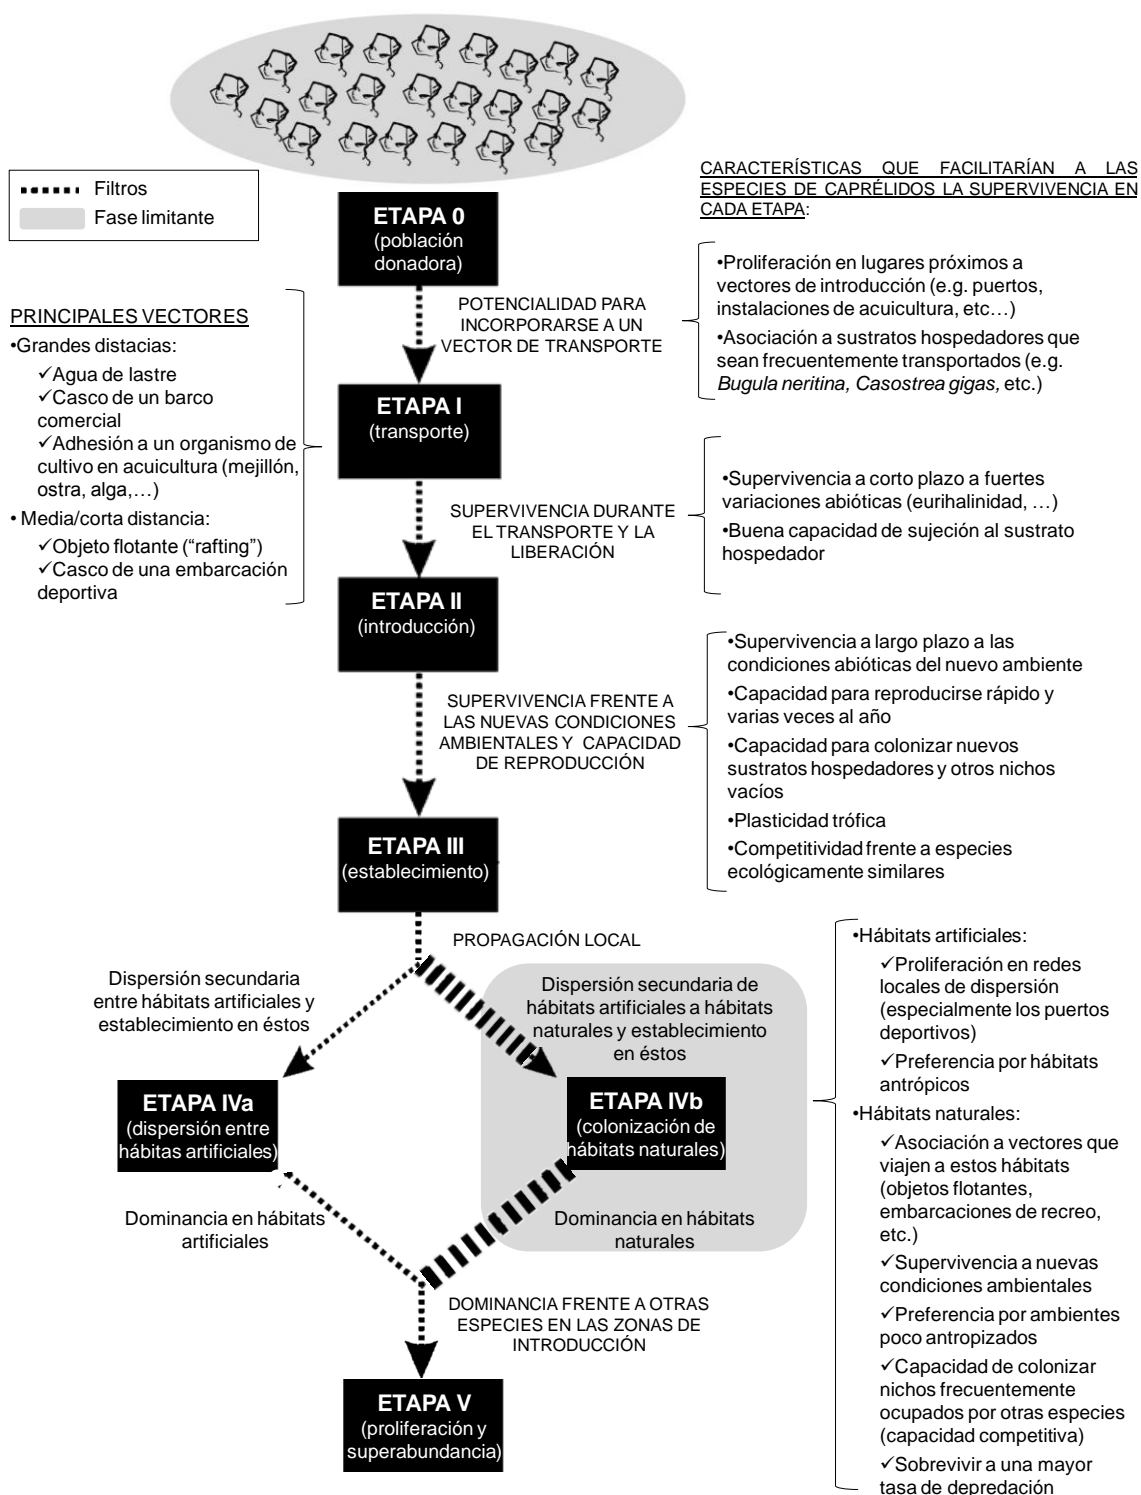 Filtros
Fase limitante
CARACTERÍSTICAS QUE FACILITARÍAN A LAS
ESPECIES DE CAPRÉLIDOS LA SUPERVIVENCIA EN
CADA ETAPA:
ETAPA 0
(población
donadora)
POTENCIALIDAD PARA
INCORPORARSE A UN
VECTOR DE TRANSPORTE
•Proliferación en lugares próximos a
vectores de introducción (e.g. puertos,
instalaciones de acuicultura, etc…)
•Asociación a sustratos hospedadores que
sean frecuentemente transportados (e.g.
Bugula neritina, Casostrea gigas, etc.)
PRINCIPALES VECTORES
•Grandes distacias:
✓Agua de lastre
✓Casco de un barco
comercial
✓Adhesión a un organismo de
cultivo en acuicultura (mejillón,
ostra, alga,…)
• Media/corta distancia:
✓Objeto flotante (“rafting”)
✓Casco de una embarcación
deportiva
ETAPA I
(transporte)
SUPERVIVENCIA DURANTE
EL TRANSPORTE Y LA
LIBERACIÓN
•Supervivencia a corto plazo a fuertes
variaciones abióticas (eurihalinidad, …)
•Buena capacidad de sujeción al sustrato
hospedador
ETAPA II
(introducción)
SUPERVIVENCIA FRENTE A
LAS NUEVAS CONDICIONES
AMBIENTALES Y CAPACIDAD
DE REPRODUCCIÓN
•Supervivencia a largo plazo a las
condiciones abióticas del nuevo ambiente
•Capacidad para reproducirse rápido y
varias veces al año
•Capacidad para colonizar nuevos
sustratos hospedadores y otros nichos
vacíos
•Plasticidad trófica
•Competitividad frente a especies
ecológicamente similares
ETAPA III
(establecimiento)
PROPAGACIÓN LOCAL
Dispersión secundaria
entre hábitats artificiales y
establecimiento en éstos
Dispersión secundaria de
hábitats artificiales a hábitats
naturales y establecimiento
en éstos
ETAPA IVa
(dispersión entre
hábitas artificiales)
ETAPA IVb
(colonización de
hábitats naturales)
Dominancia en hábitats
artificiales
Dominancia en hábitats
naturales
DOMINANCIA FRENTE A OTRAS
ESPECIES EN LAS ZONAS DE
INTRODUCCIÓN
ETAPA V
(proliferación y
superabundancia)
•Hábitats artificiales:
✓Proliferación en redes
locales de dispersión
(especialmente los puertos
deportivos)
✓Preferencia por hábitats
antrópicos
•Hábitats naturales:
✓Asociación a vectores que
viajen a estos hábitats
(objetos flotantes,
embarcaciones de recreo,
etc.)
✓Supervivencia a nuevas
condiciones ambientales
✓Preferencia por ambientes
poco antropizados
✓Capacidad de colonizar
nichos frecuentemente
ocupados por otras especies
(capacidad competitiva)
✓Sobrevivir a una mayor
tasa de depredación